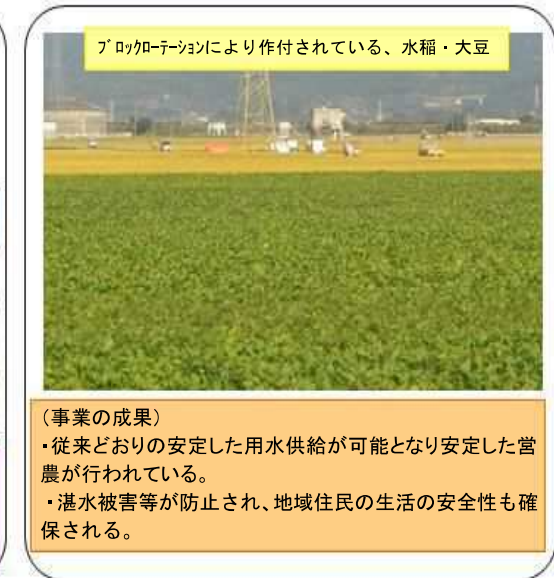 ﾌﾞﾛｯｸﾛｰﾃｰｼｮﾝにより作付されている、水稲・大豆
(事業の成果)
・従来どおりの安定した用水供給が可能となり安定した営
農が行われている。
・湛水被害等が防止され、地域住民の生活の安全性も確
保される。